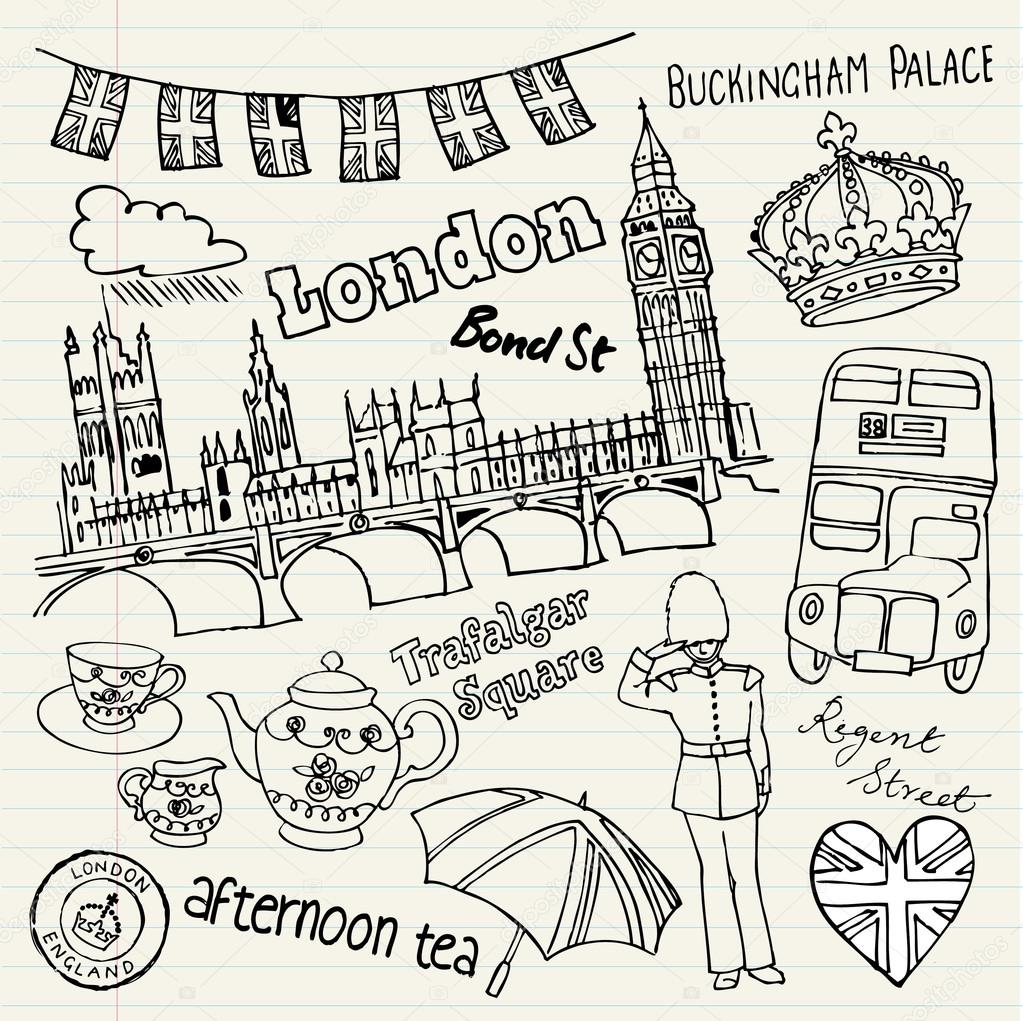 BUCKINGHAM PALACE
London
Bond St
38
Trafalgar
Square
Regent
Street
LONDON
ENGLAND
afternoon tea